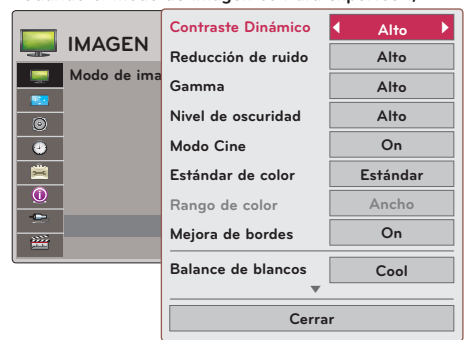 IMAGEN
Modo de ima
Contraste Dinámico Alto
Reducción de ruido Alto
Gamma Alto
Nivel de oscuridad Alto
Modo Cine On
Estándar de color Estándar
Rango de color Ancho
Mejora de bordes On
Balance de blancos Cool
Cerrar